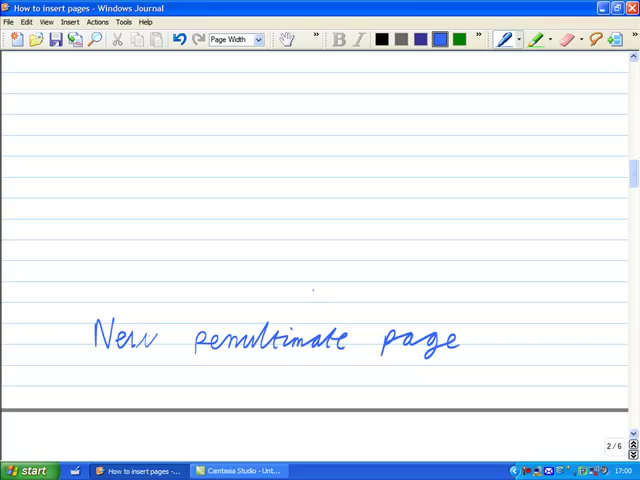 How to insert pages - Windows Journal
File Edit View Insert Actions Tools Help
Page Width
B I
New penultimate page
2 / 6
start How to insert pages -... Camtasia Studio - Unt... 17:00